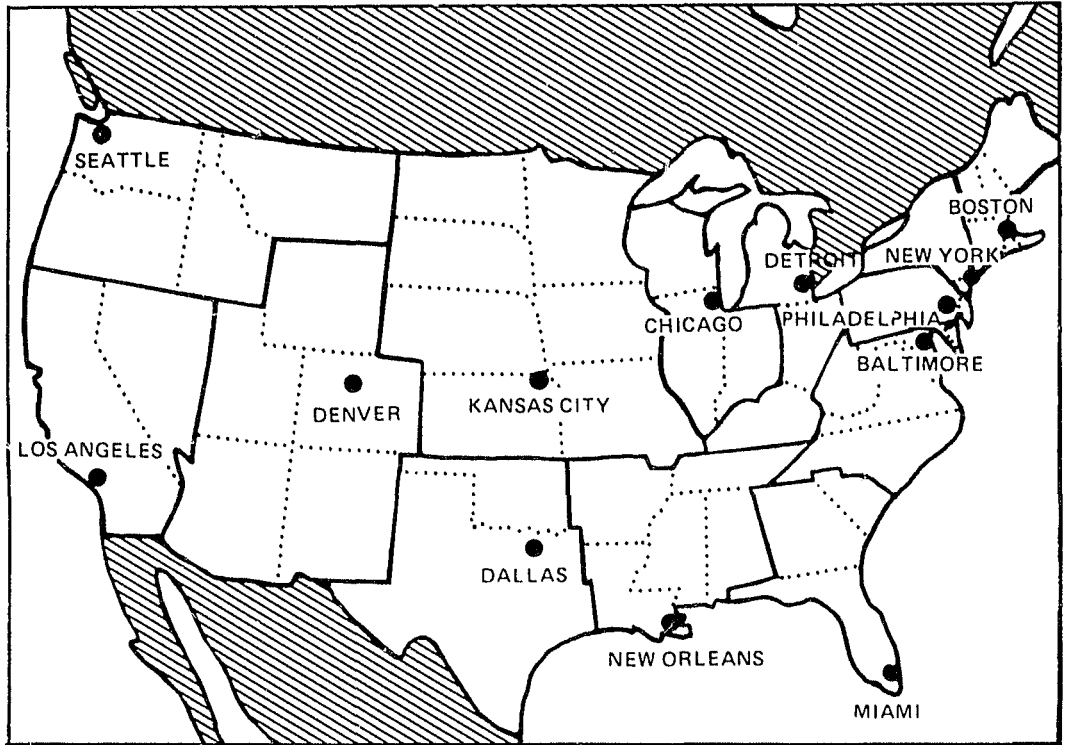 SEATTLE
BOSTON
DETROIT
NEW YORK
CHICAGO
PHILADELPHIA
BALTIMORE
DENVER
KANSAS CITY
LOS ANGELES
DALLAS
NEW ORLEANS
MIAMI